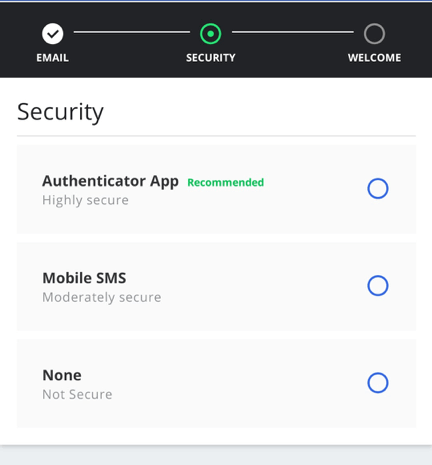 EMAIL SECURITY WELCOME
Security
Authenticator App Recommended
Highly secure
Mobile SMS
Moderately secure
None
Not Secure